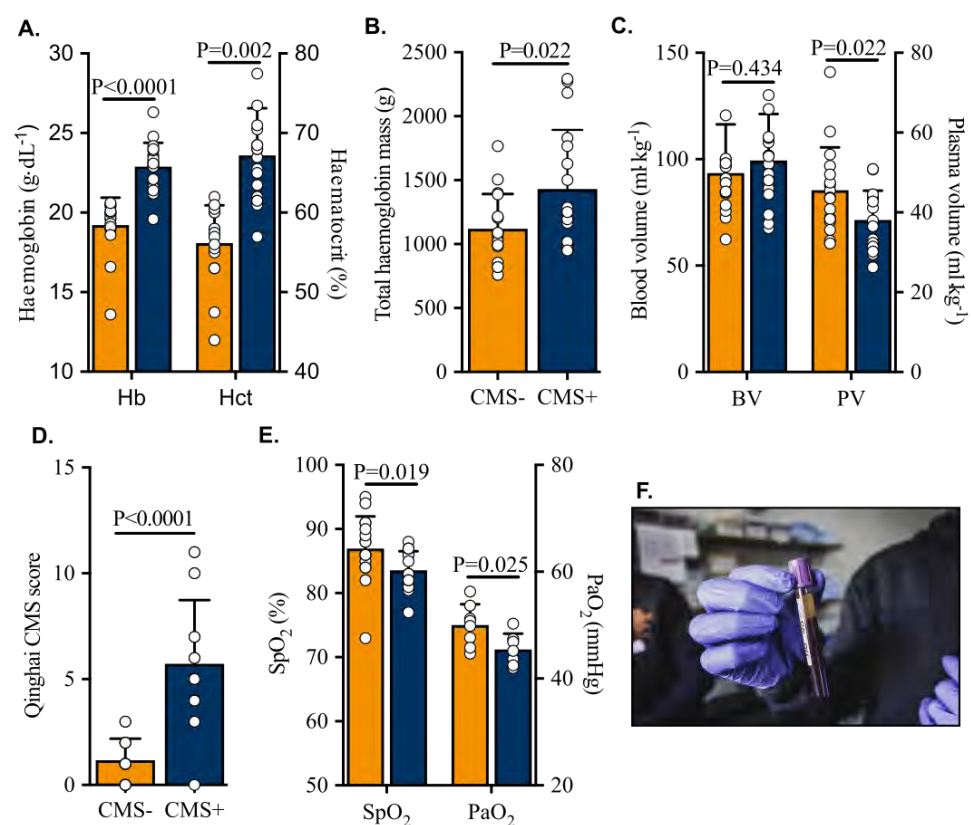 A.
P<0.0001
P=0.002
Haemoglobin (g·dL⁻¹)
30
25
20
15
10
Haematocrit (%)
80
70
60
50
40
Hb
Hct
B.
P=0.022
Total haemoglobin mass (g)
2500
2000
1500
1000
500
0
CMS-
CMS+
C.
P=0.434
P=0.022
Blood volume (ml·kg⁻¹)
150
100
50
0
Plasma volume (ml·kg⁻¹)
80
60
40
20
0
BV
PV
D.
P<0.0001
Qinghai CMS score
15
10
5
0
CMS-
CMS+
E.
P=0.019
P=0.025
SpO₂ (%)
100
90
80
70
60
50
PaO₂ (mmHg)
80
60
40
20
SpO₂
PaO₂
F.